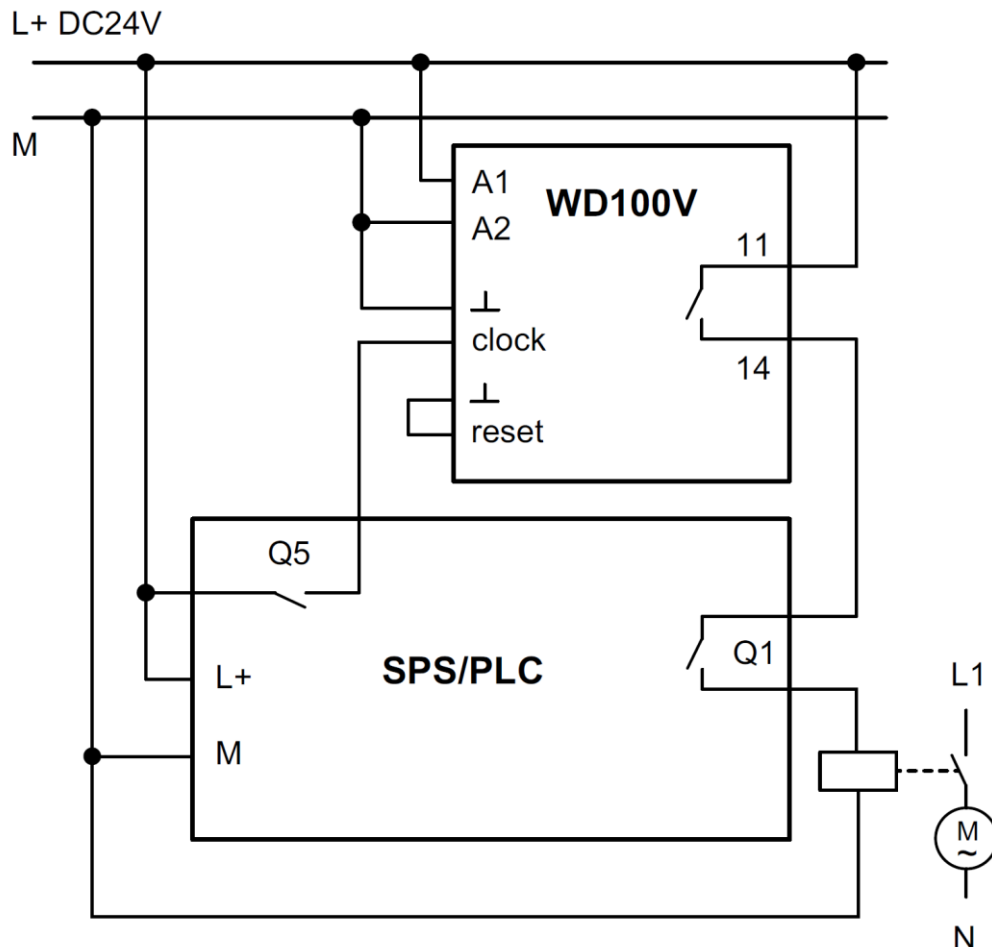 L+ DC24V
M
A1
WD100V
A2
11
⊥
clock
14
⊥
reset
Q5
SPS/PLC
Q1
L+
L1
M
M
~
N